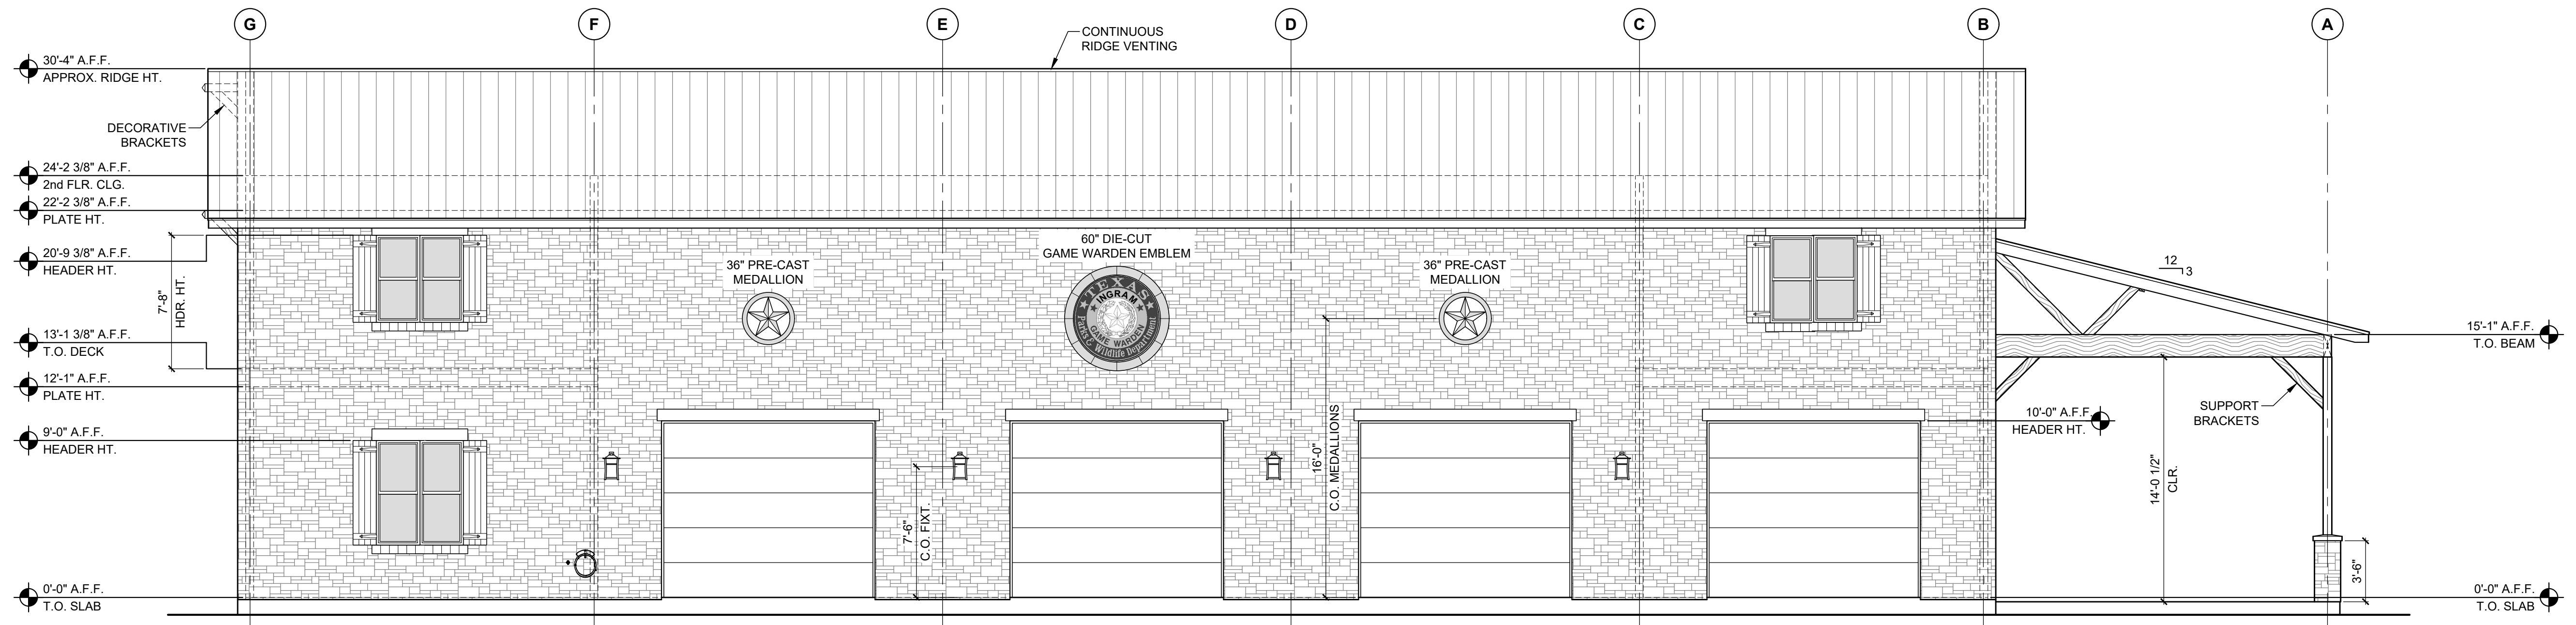 G
F
E
D
C
B
A
CONTINUOUS
RIDGE VENTING
30'-4" A.F.F.
APPROX. RIDGE HT.
DECORATIVE
BRACKETS
24'-2 3/8" A.F.F.
2nd FLR. CLG.
22'-2 3/8" A.F.F.
PLATE HT.
20'-9 3/8" A.F.F.
HEADER HT.
7'-8"
HDR. HT.
13'-1 3/8" A.F.F.
T.O. DECK
12'-1" A.F.F.
PLATE HT.
9'-0" A.F.F.
HEADER HT.
0'-0" A.F.F.
T.O. SLAB
36" PRE-CAST
MEDALLION
60" DIE-CUT
GAME WARDEN EMBLEM
TEXAS
INGRAM
GAME WARDEN
Parks & Wildlife Department
36" PRE-CAST
MEDALLION
7'-6"
C.O. FIXT.
16'-0"
C.O. MEDALLIONS
12
3
15'-1" A.F.F.
T.O. BEAM
SUPPORT
BRACKETS
10'-0" A.F.F.
HEADER HT.
14'-0 1/2"
CLR.
3'-6"
0'-0" A.F.F.
T.O. SLAB